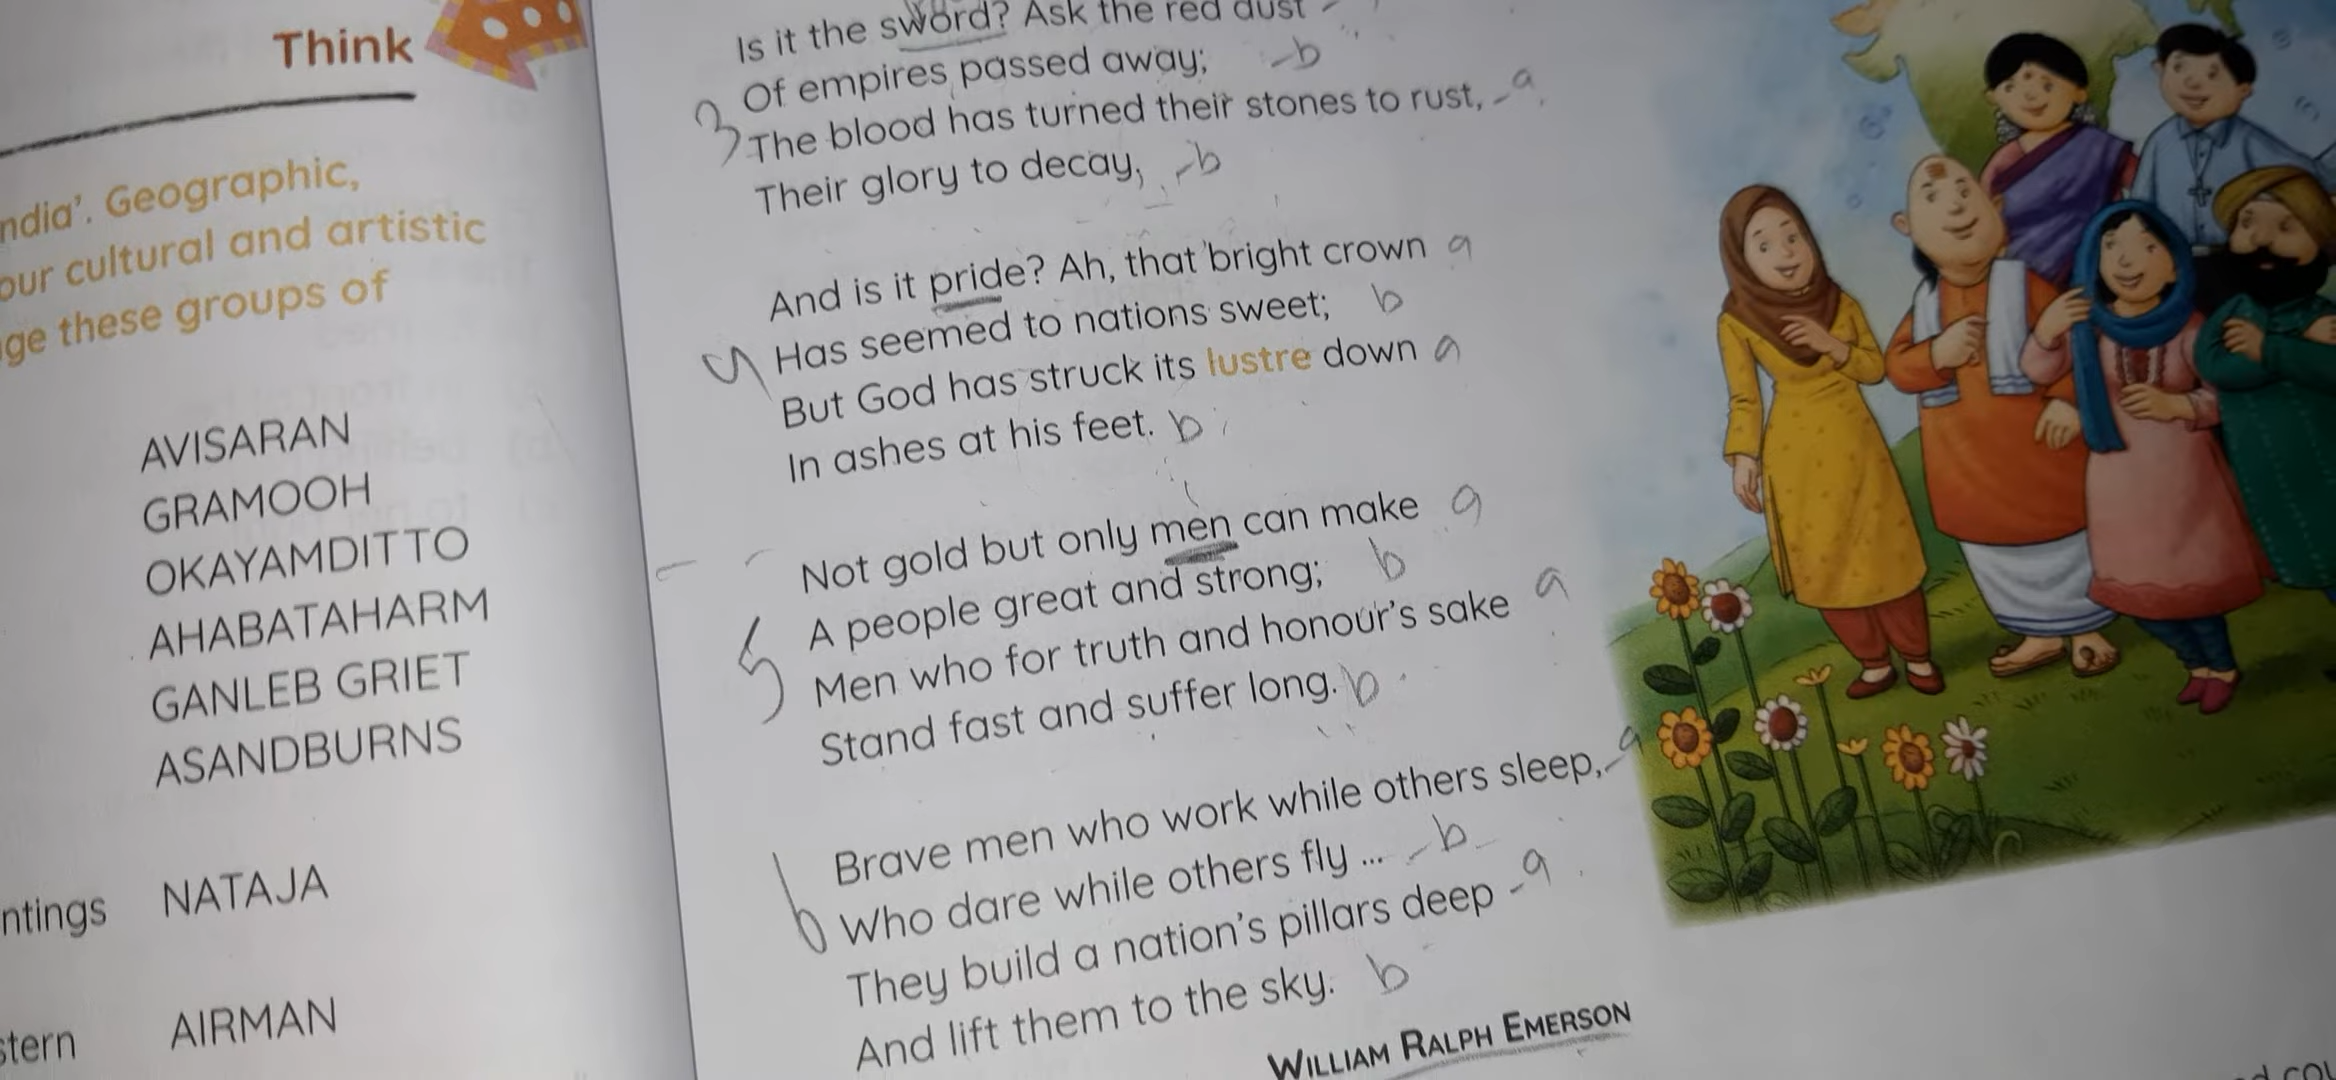 Think
ndia'. Geographic,
our cultural and artistic
ge these groups of
AVISARAN
GRAMOOH
OKAYAMDITTO
AHABATAHARM
GANLEB GRIET
ASANDBURNS
ntings NATAJA
stern AIRMAN
Is it the sword? Ask the red dust
Of empires passed away; -b
3 The blood has turned their stones to rust, -a
Their glory to decay, -b
And is it pride? Ah, that bright crown a
Has seemed to nations sweet; b
4 But God has struck its lustre down a
In ashes at his feet. b
Not gold but only men can make a
A people great and strong; b
5 Men who for truth and honour's sake a
Stand fast and suffer long. b
Brave men who work while others sleep, -a
6 Who dare while others fly ... -b
They build a nation's pillars deep -a
And lift them to the sky. b
WILLIAM RALPH EMERSON